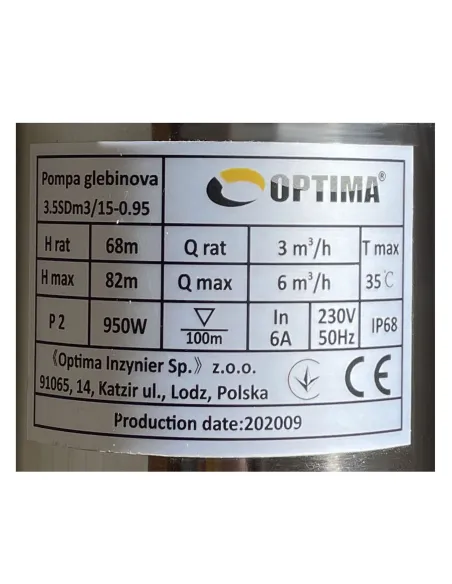 Pompa glebinova
3.5SDm3/15-0.95
OPTIMA®
H rat 68m Q rat 3 m³/h T max
H max 82m Q max 6 m³/h 35℃
P 2 950W 100m In 6A 230V 50Hz IP68
《Optima Inzynier Sp.》 z.o.o.
91065, 14, Katzir ul., Lodz, Polska
CE
Production date:202009